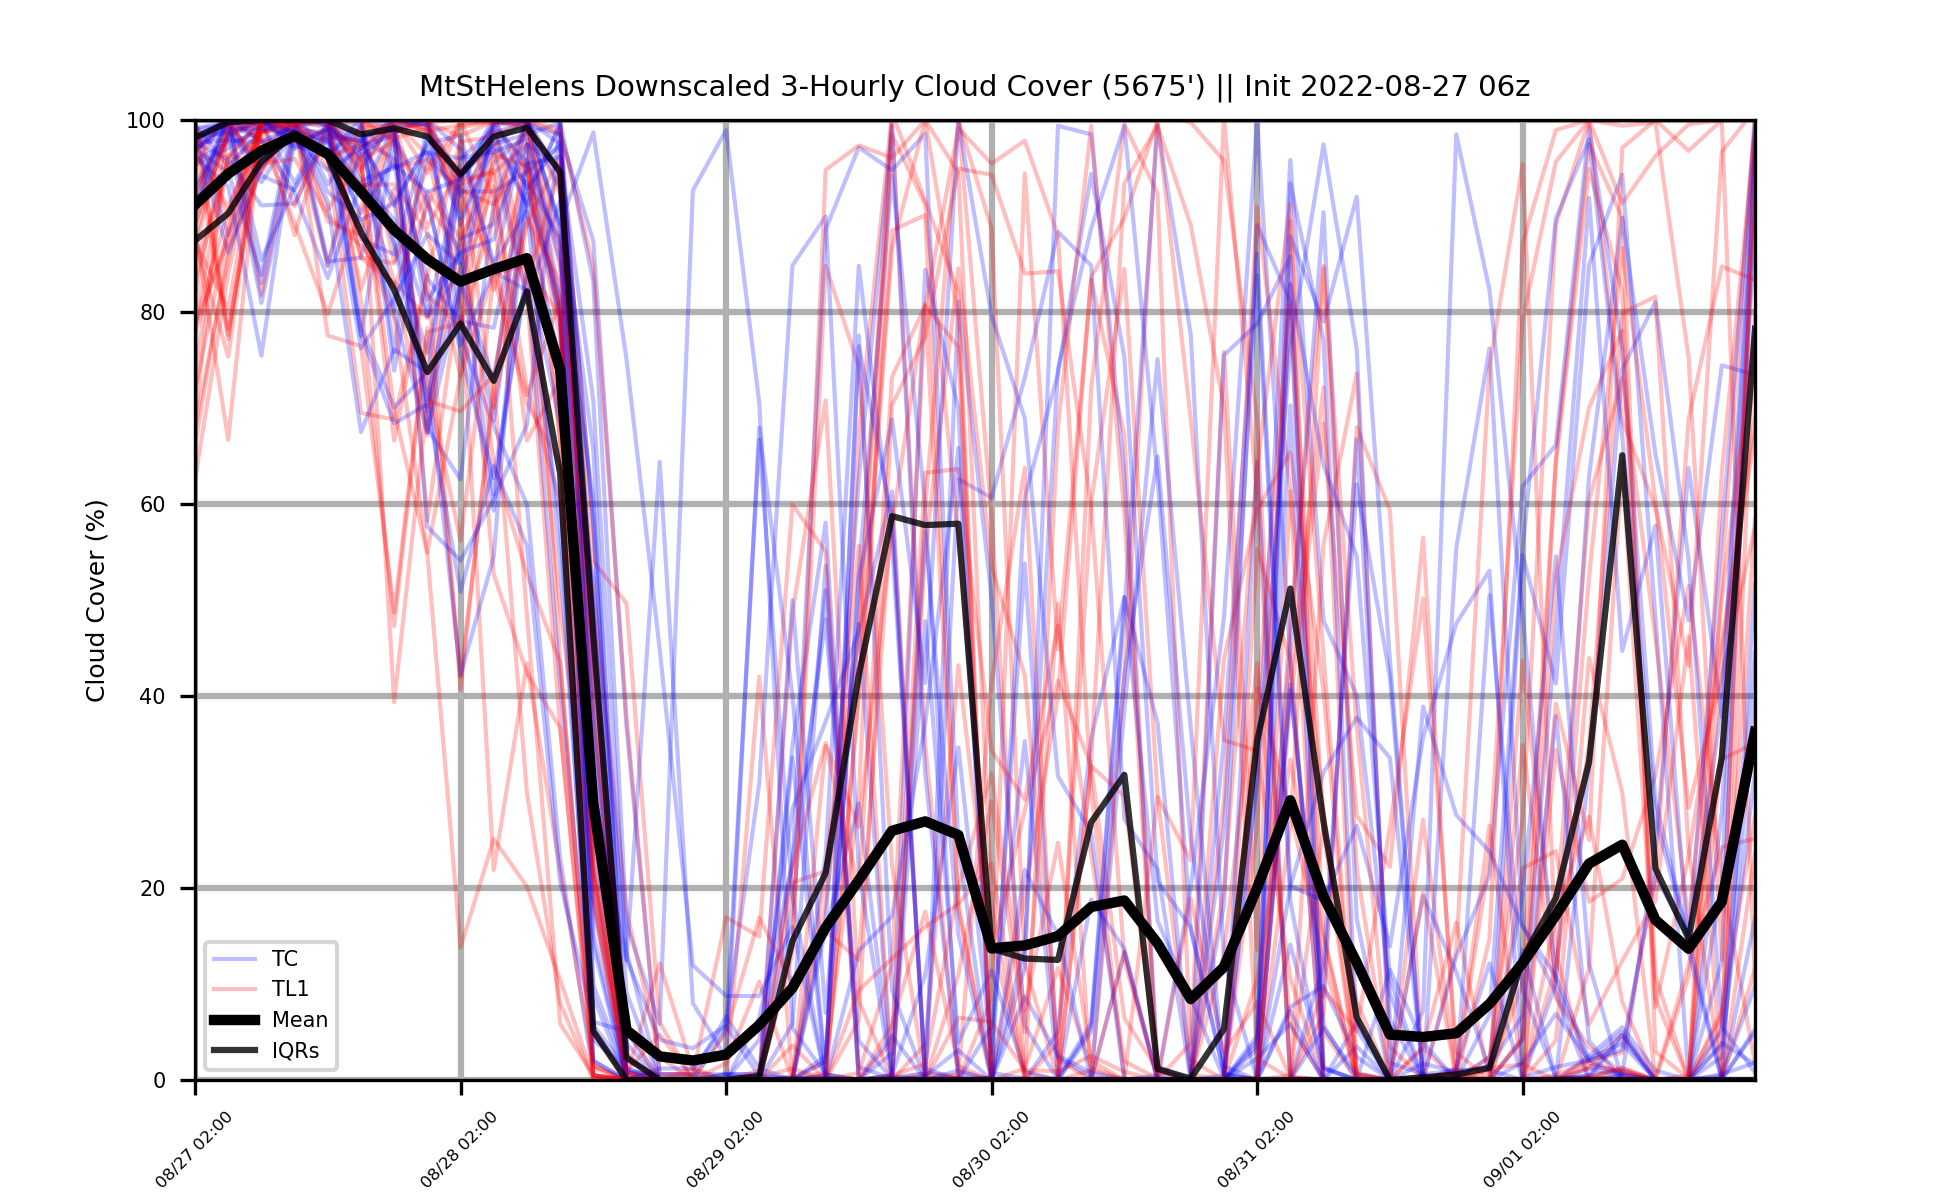 MtStHelens Downscaled 3-Hourly Cloud Cover (5675') || Init 2022-08-27 06z
Cloud Cover (%)
100
80
60
40
20
0
TC
TL1
Mean
IQRs
08/27 02:00
08/28 02:00
08/29 02:00
08/30 02:00
08/31 02:00
09/01 02:00